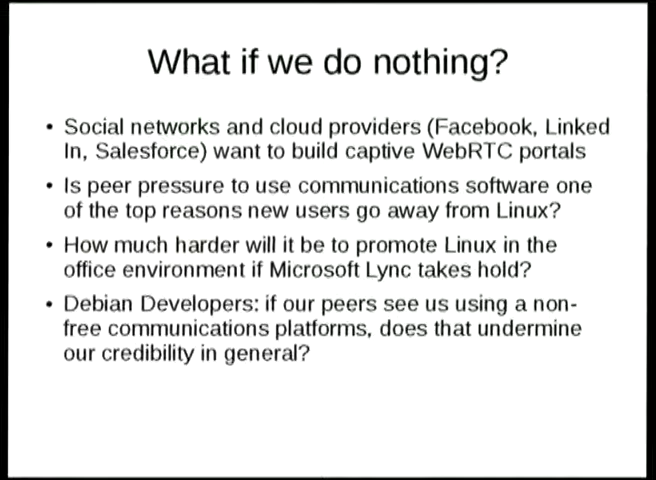 What if we do nothing?
• Social networks and cloud providers (Facebook, Linked
In, Salesforce) want to build captive WebRTC portals
• Is peer pressure to use communications software one
of the top reasons new users go away from Linux?
• How much harder will it be to promote Linux in the
office environment if Microsoft Lync takes hold?
• Debian Developers: if our peers see us using a non-
free communications platforms, does that undermine
our credibility in general?